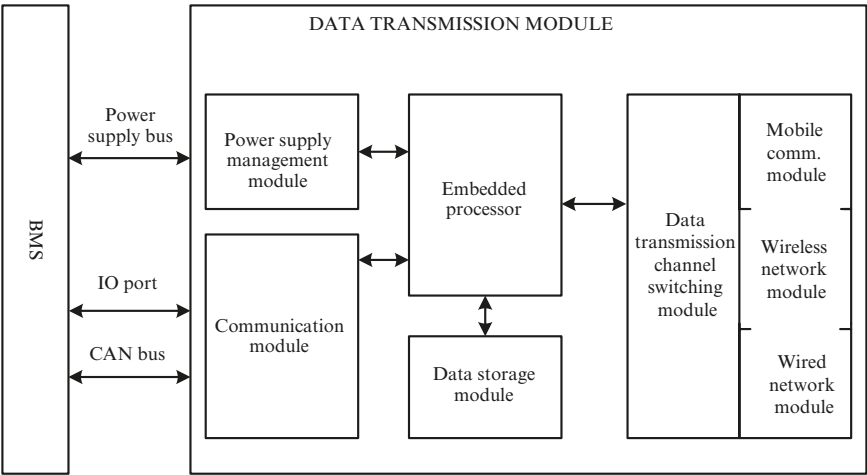 DATA TRANSMISSION MODULE
BMS
Power
supply bus
IO port
CAN bus
Power supply
management
module
Communication
module
Embedded
processor
Data storage
module
Data
transmission
channel
switching
module
Mobile
comm.
module
Wireless
network
module
Wired
network
module